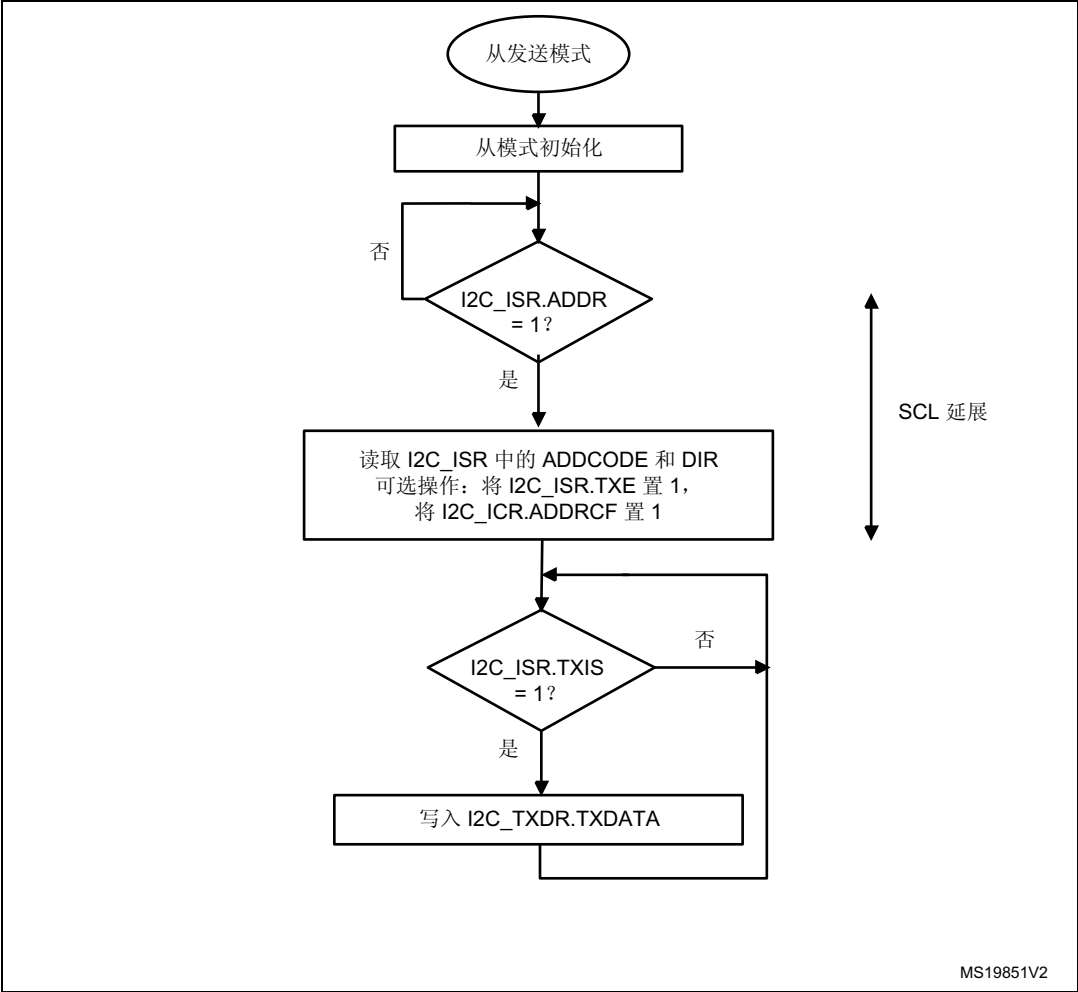 从发送模式
从模式初始化
否
I2C_ISR.ADDR
= 1?
是
SCL 延展
读取 I2C_ISR 中的 ADDCODE 和 DIR
可选操作：将 I2C_ISR.TXE 置 1，
将 I2C_ICR.ADDRCF 置 1
否
I2C_ISR.TXIS
= 1?
是
写入 I2C_TXDR.TXDATA
MS19851V2